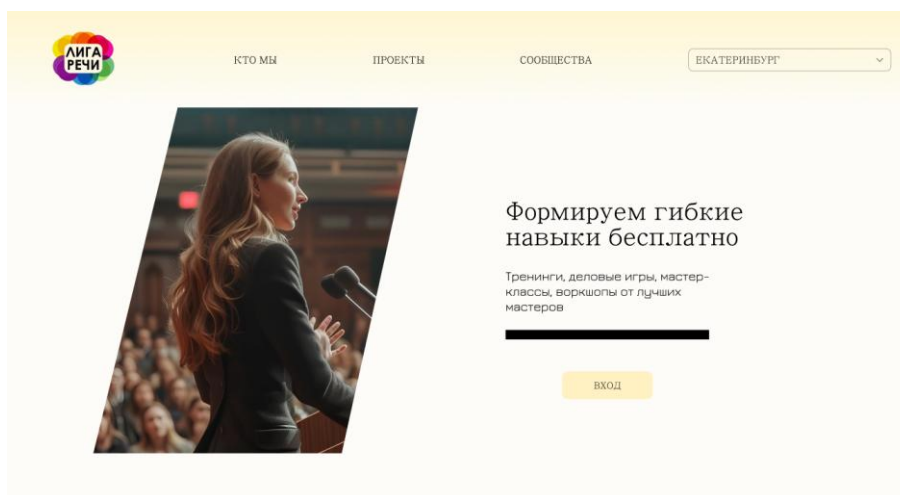 ЛИГА
РЕЧИ
КТО МЫ
ПРОЕКТЫ
СООБЩЕСТВА
ЕКАТЕРИНБУРГ
Формируем гибкие
навыки бесплатно
Тренинги, деловые игры, мастер-
классы, воркшопы от лучших
мастеров
ВХОД